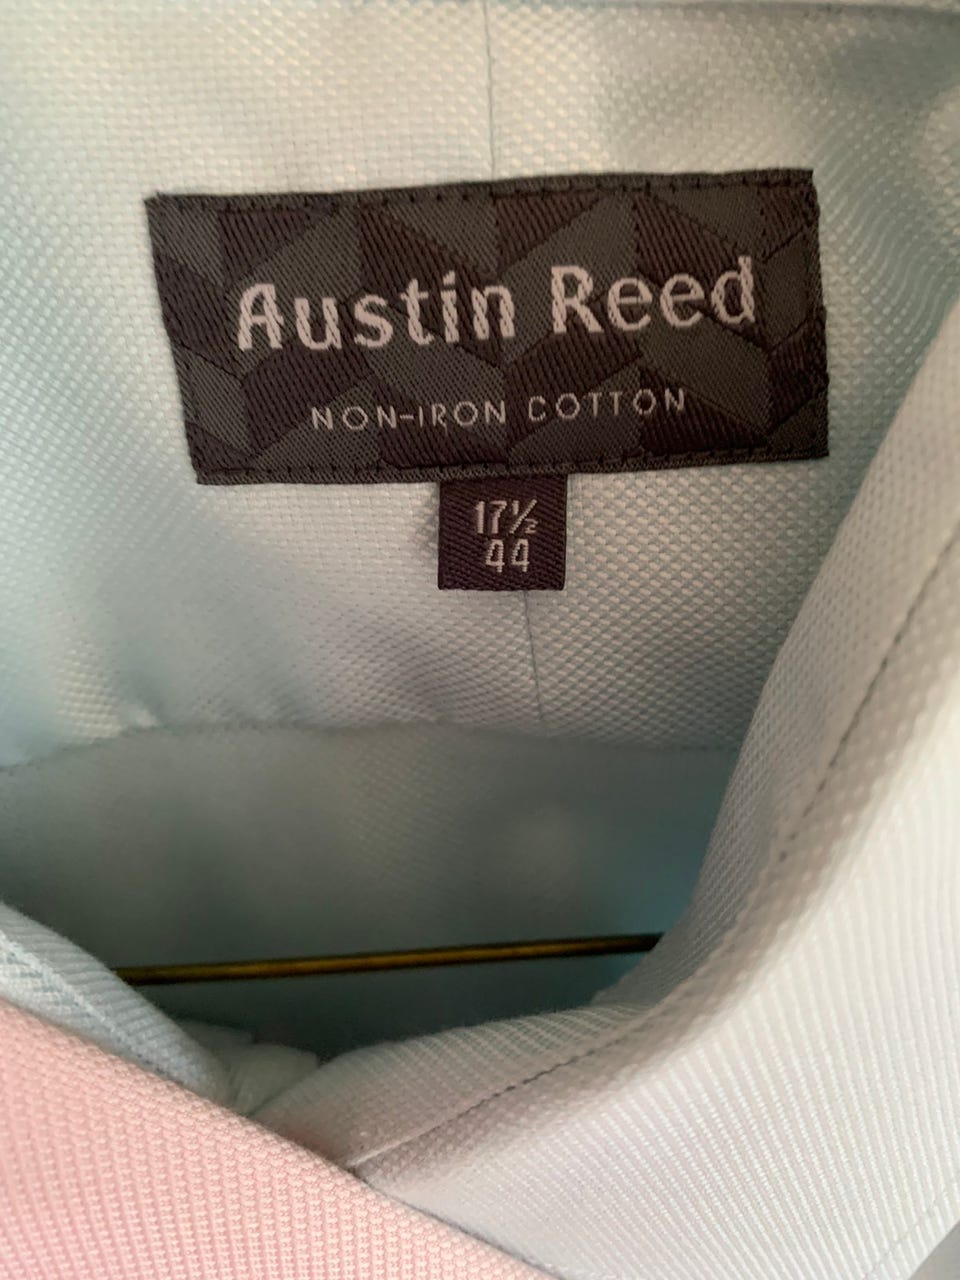 Austin Reed
NON-IRON COTTON
17½
44